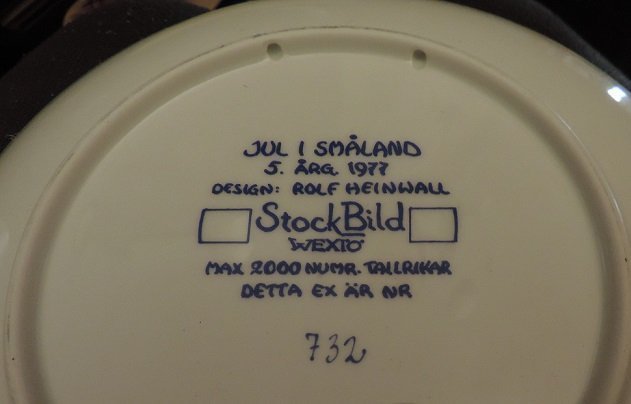 JUL I SMÅLAND
5. ÅRG. 1977
DESIGN: ROLF HEINWALL
StockBild
WEXIÖ
MAX 2000 NUMR. TALLRIKAR
DETTA EX ÄR NR
732